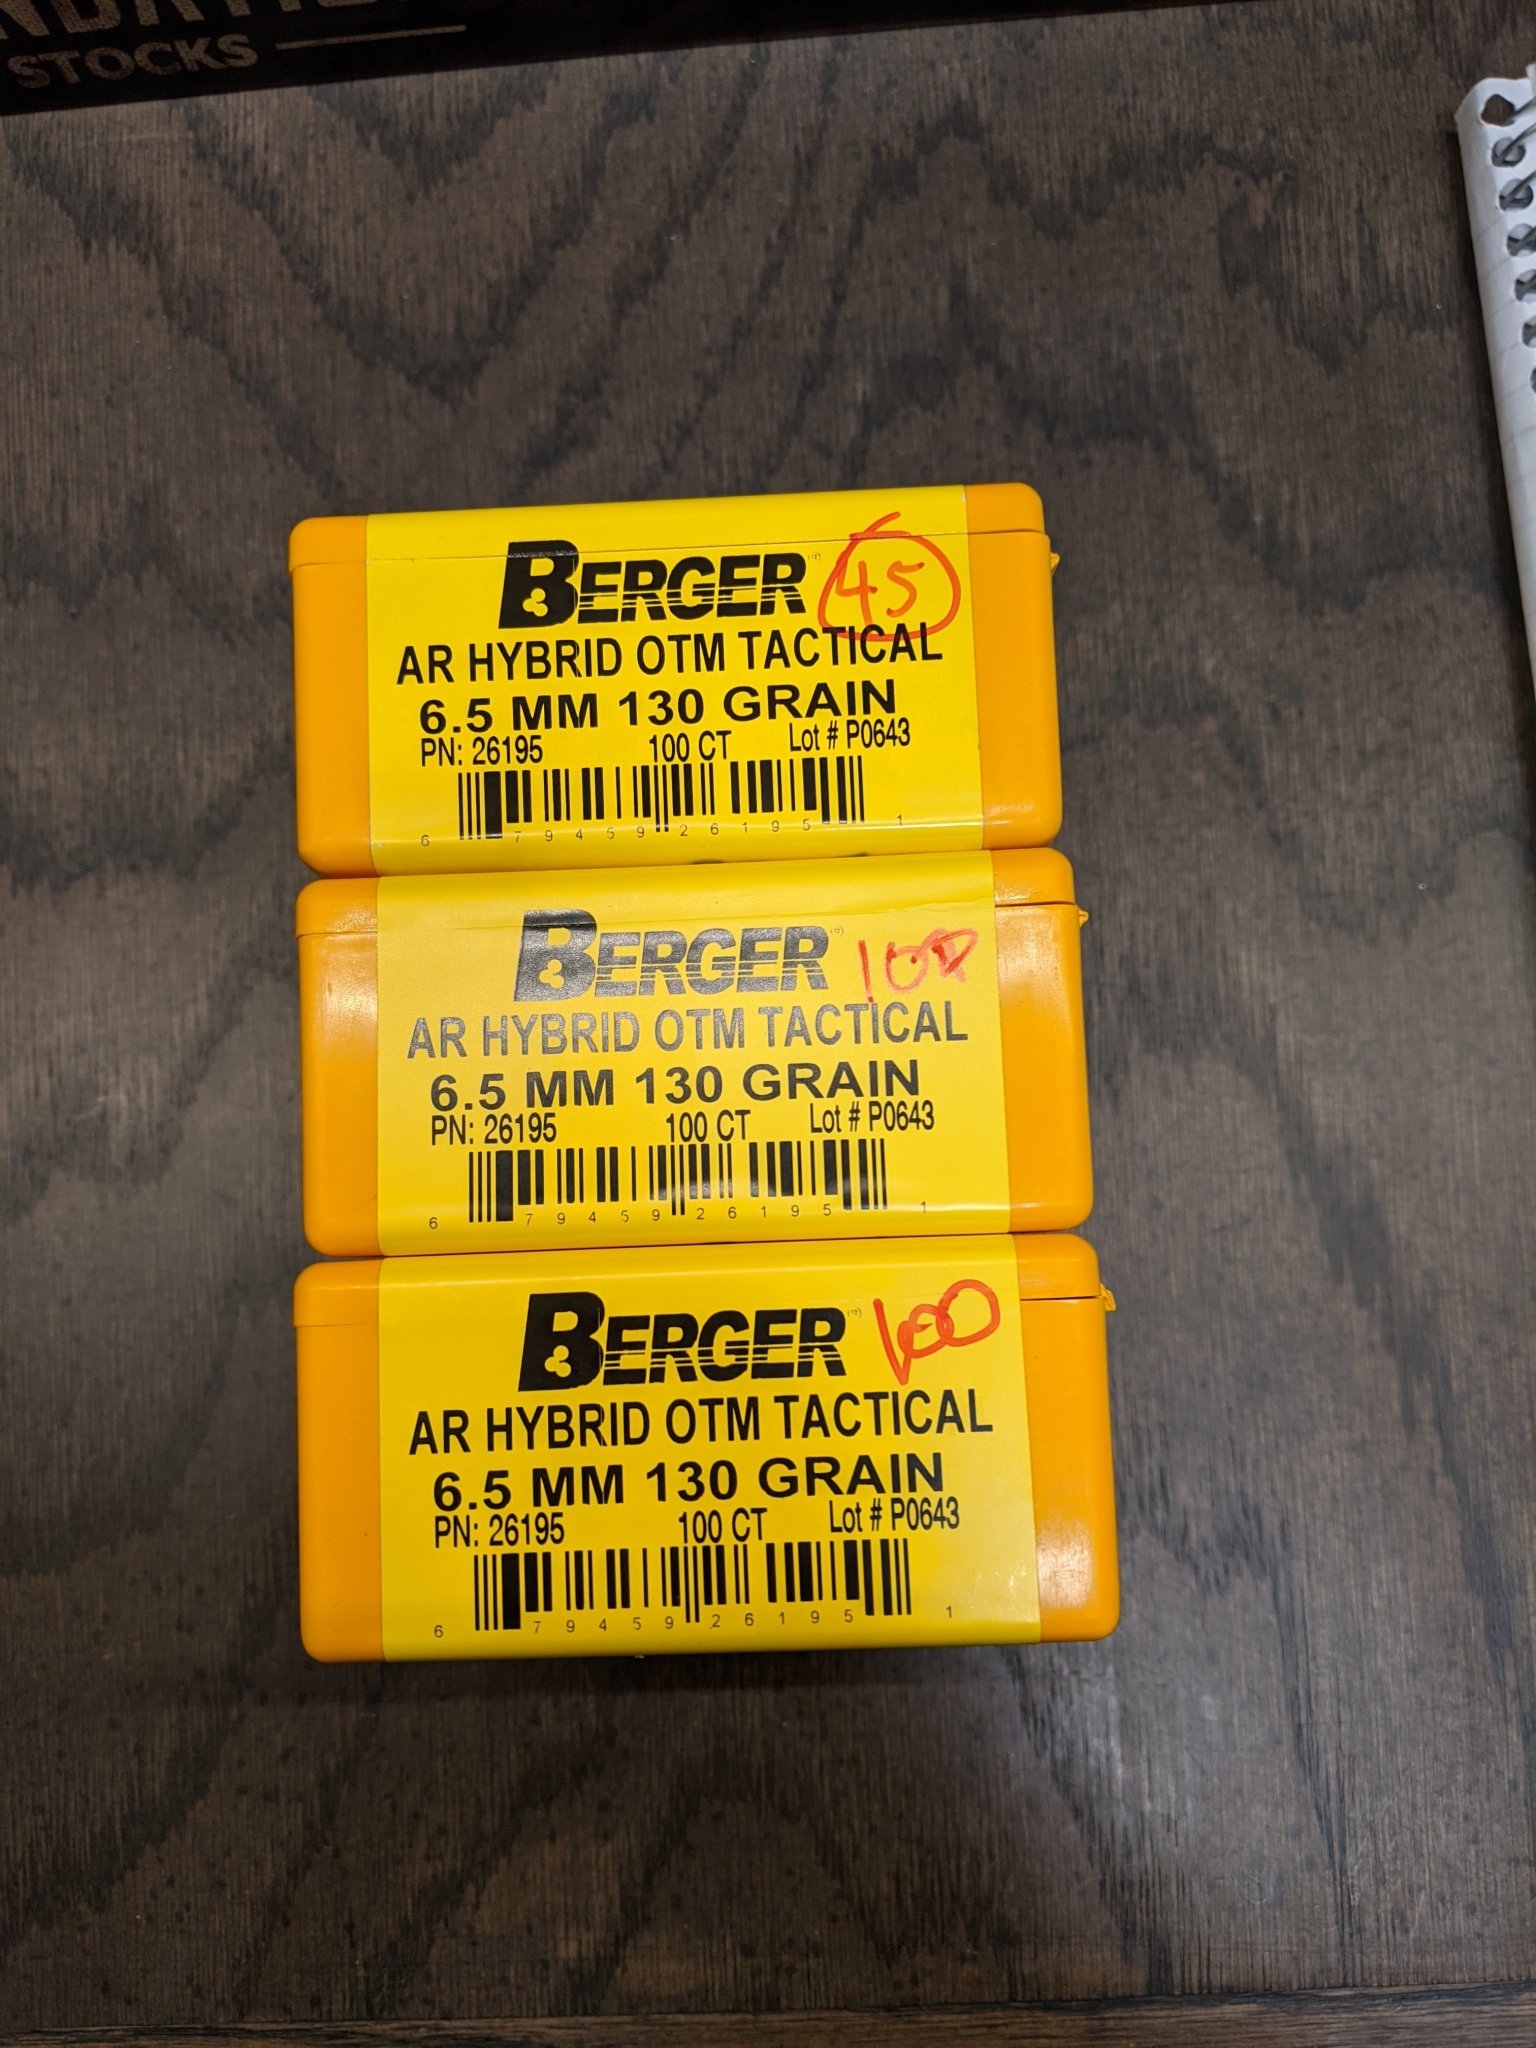 STOCKS
BERGER 45
AR HYBRID OTM TACTICAL
6.5 MM 130 GRAIN
PN: 26195 100 CT Lot # P0643
6 79459 26195 1
BERGER 100
AR HYBRID OTM TACTICAL
6.5 MM 130 GRAIN
PN: 26195 100 CT Lot # P0643
6 79459 26195 1
BERGER 100
AR HYBRID OTM TACTICAL
6.5 MM 130 GRAIN
PN: 26195 100 CT Lot # P0643
6 79459 26195 1